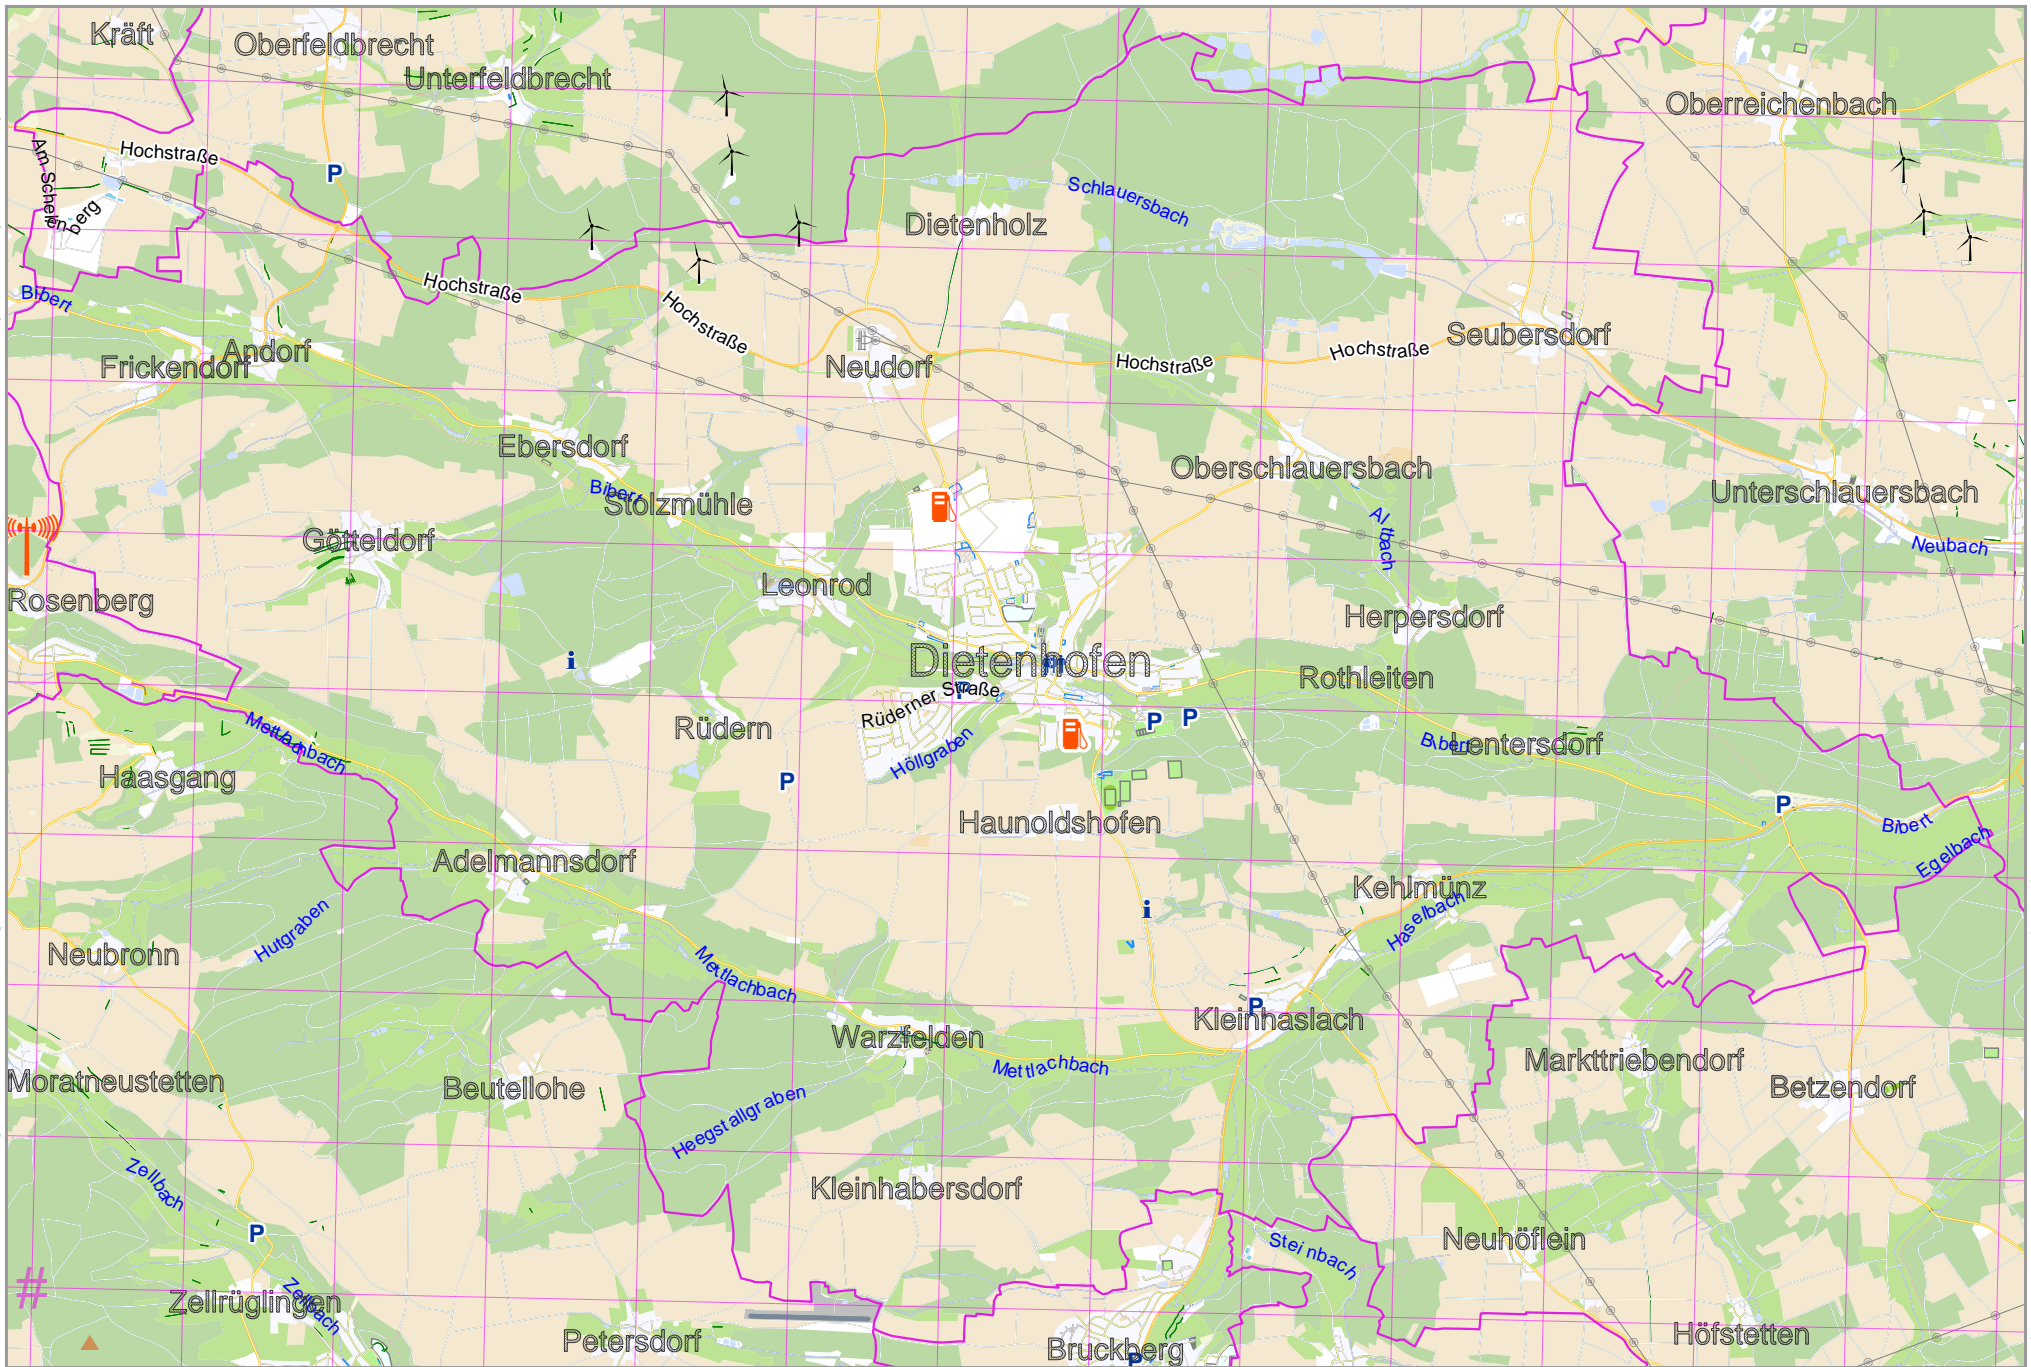 Kräft
Oberfeldbrecht
Unterfeldbrecht
Oberreichenbach
Hochstraße
Am Schellenberg
P
Schlauersbach
Dietenholz
Hochstraße
Hochstraße
Bibert
Andorf
Frickendorf
Neudorf
Hochstraße
Hochstraße
Seubersdorf
Ebersdorf
Bibert
Stolzmühle
Oberschlauersbach
Unterschlauersbach
Götteldorf
Altbach
Neubach
Leonrod
Rosenberg
Herpersdorf
i
Dietenhofen
P
Rüderner Straße
Rothleiten
Mettlachbach
Rüdern
P
P
Höllgraben
Bibert
Lentersdorf
Haasgang
P
Haunoldshofen
P
Bibert
Egelbach
Adelmannsdorf
Kehlmünz
Haselbach
Hutgraben
i
Neubronn
Mettlachbach
P
Kleinhaslach
Warzfelden
Mettlachbach
Markttriebendorf
Moratneustetten
Beutellohe
Betzendorf
Heegstallgraben
Zellbach
Kleinhabersdorf
P
Neuhöflein
Steinbach
#
Zellrüglingen
Zellbach
Petersdorf
Bruckberg
P
Höfstetten